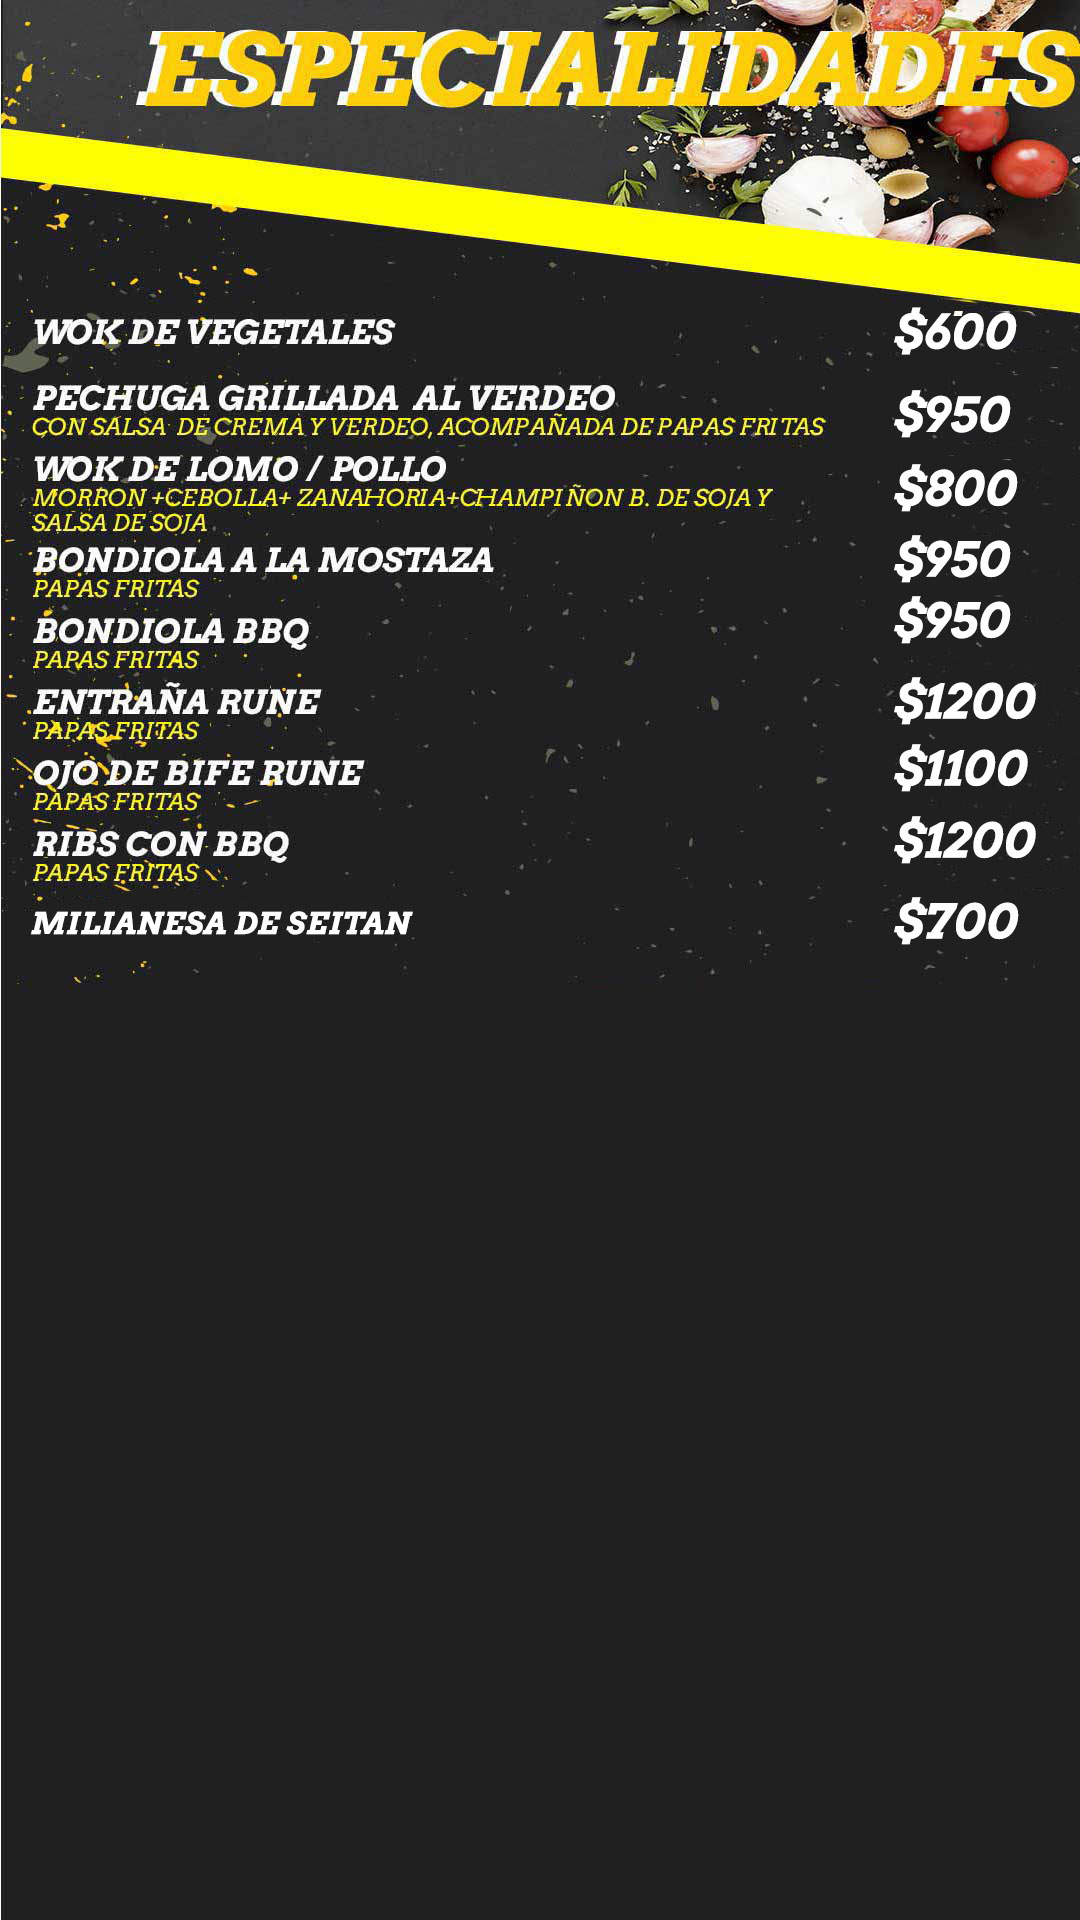 ESPECIALIDADES
WOK DE VEGETALES $600
PECHUGA GRILLADA AL VERDEO $950
CON SALSA DE CREMA Y VERDEO, ACOMPAÑADA DE PAPAS FRITAS
WOK DE LOMO / POLLO $800
MORRON +CEBOLLA+ ZANAHORIA+CHAMPIÑON B. DE SOJA Y
SALSA DE SOJA
BONDIOLA A LA MOSTAZA $950
PAPAS FRITAS
BONDIOLA BBQ $950
PAPAS FRITAS
ENTRAÑA RUNE $1200
PAPAS FRITAS
OJO DE BIFE RUNE $1100
PAPAS FRITAS
RIBS CON BBQ $1200
PAPAS FRITAS
MILIANESA DE SEITAN $700